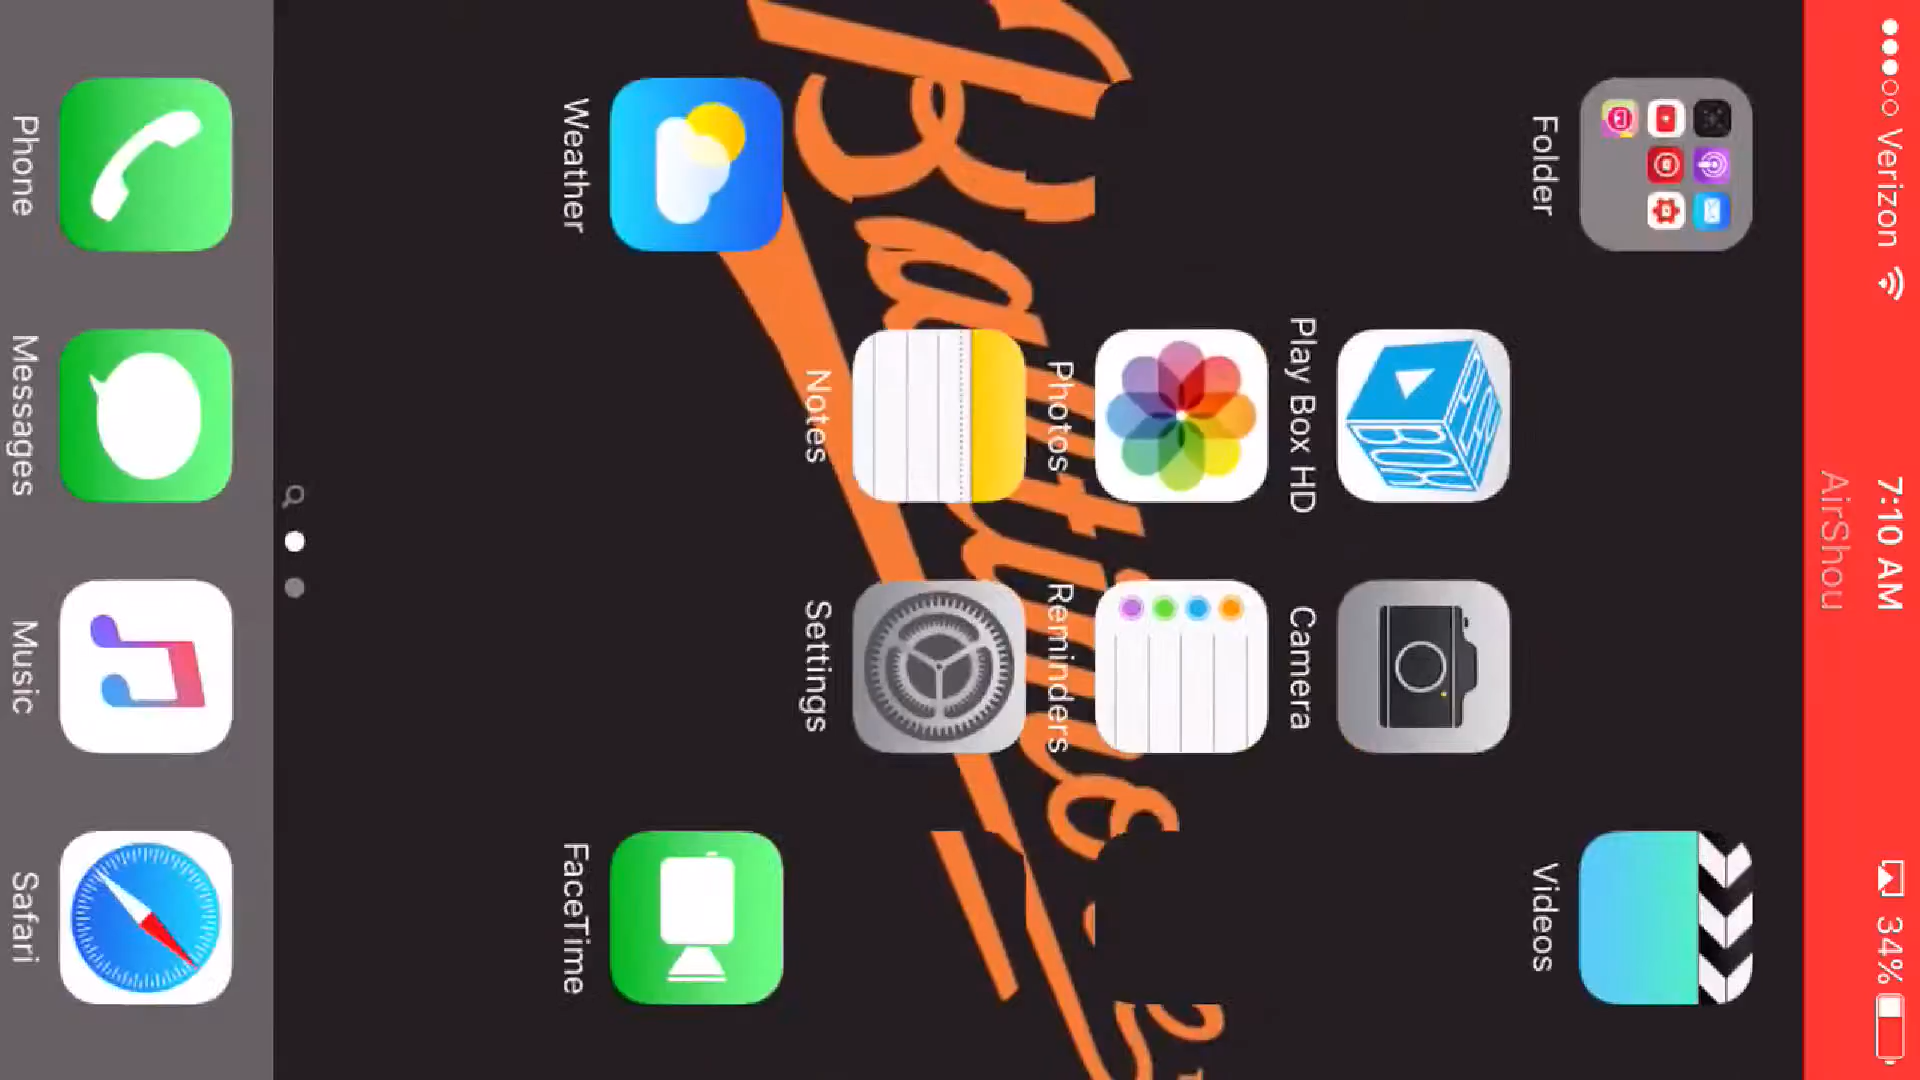 Verizon 7:10 AM 34%
AirShou
Folder Videos
Play Box HD Camera
Photos Reminders
Notes Settings
Weather FaceTime
Phone Messages Music Safari